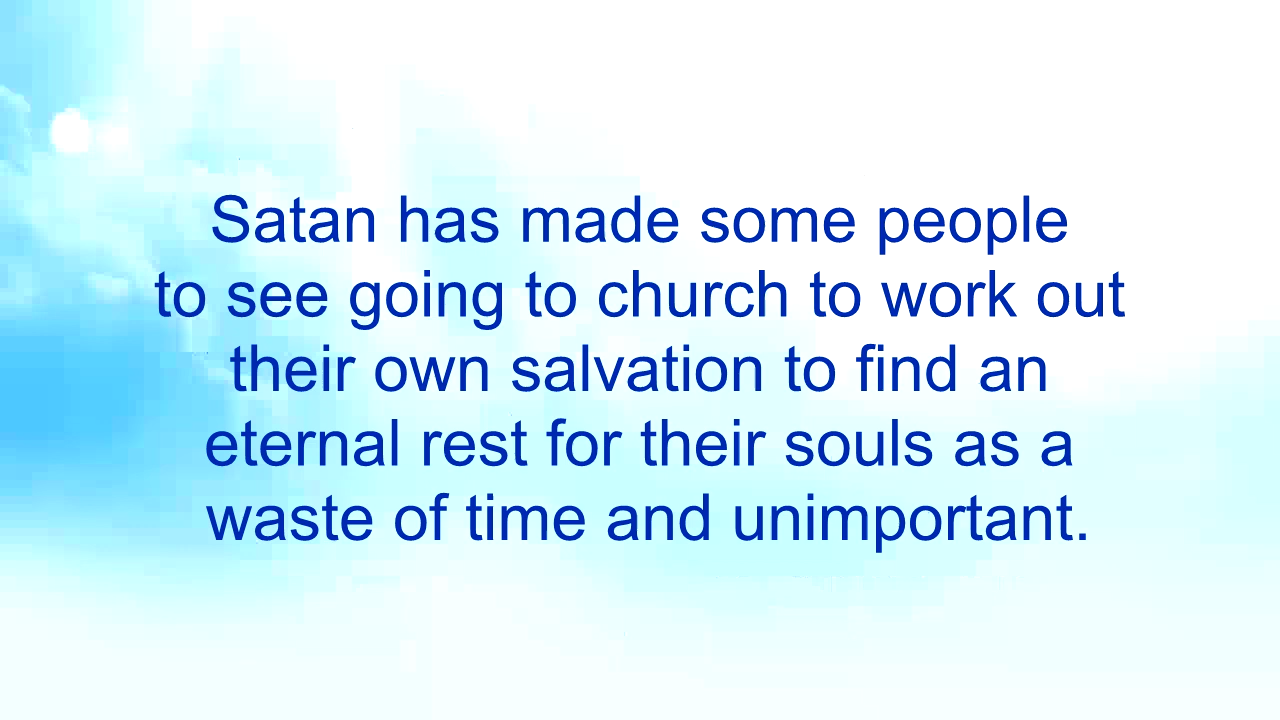 Satan has made some people
to see going to church to work out
their own salvation to find an
eternal rest for their souls as a
waste of time and unimportant.